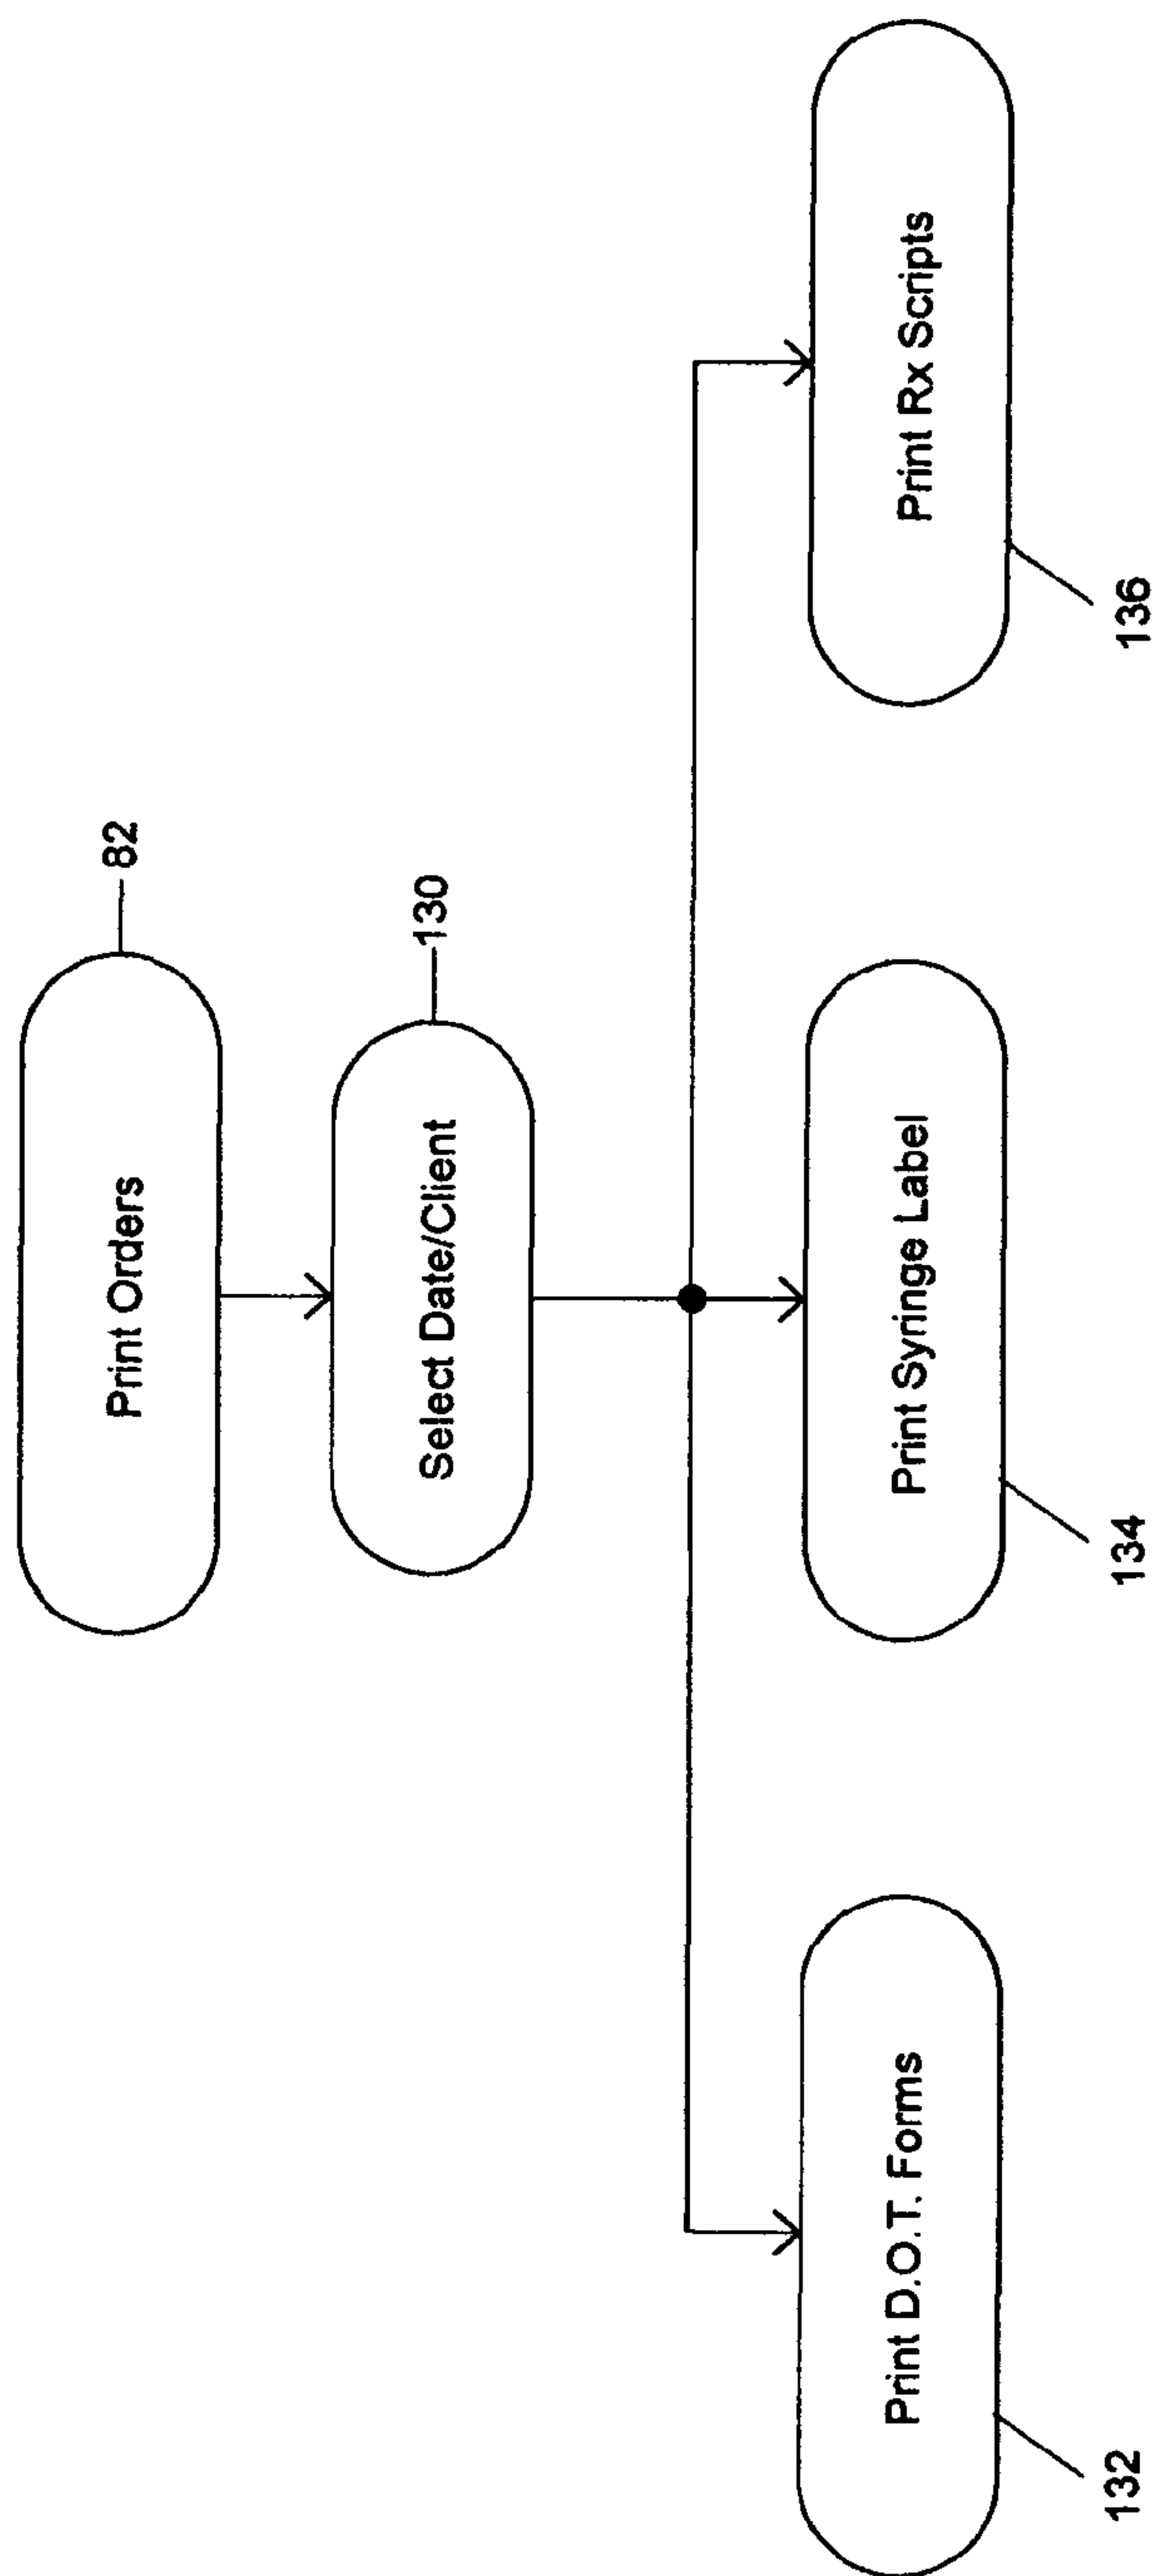 Print Orders
82
Select Date/Client
130
Print D.O.T. Forms
132
Print Syringe Label
134
Print Rx Scripts
136